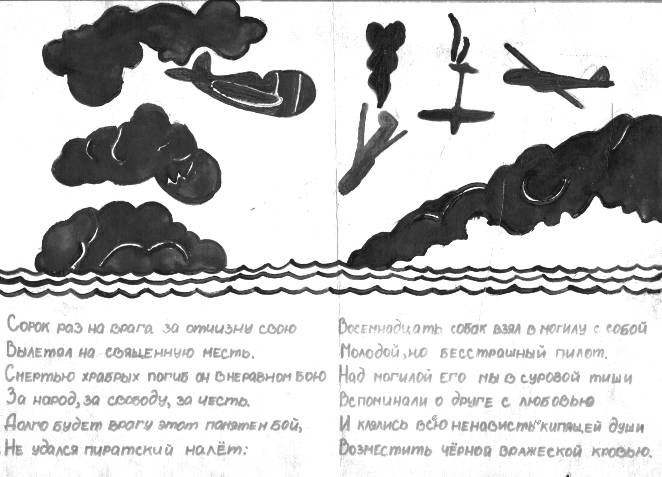 Сорок раз на врага за отчизну свою
Вылетал на священную месть.
Смертью храбрых погиб он в неравном бою
За народ, за свободу, за честь.
Долго будет врагу этот памятен бой,
Не удался пиратский налёт:
Восемнадцать собак взял в могилу с собой
Молодой, но бесстрашный пилот.
Над могилой его мы в суровой тиши
Вспоминали о друге с любовью
И клялись всю ненависть кипящей души
Возместить чёрной вражеской кровью.